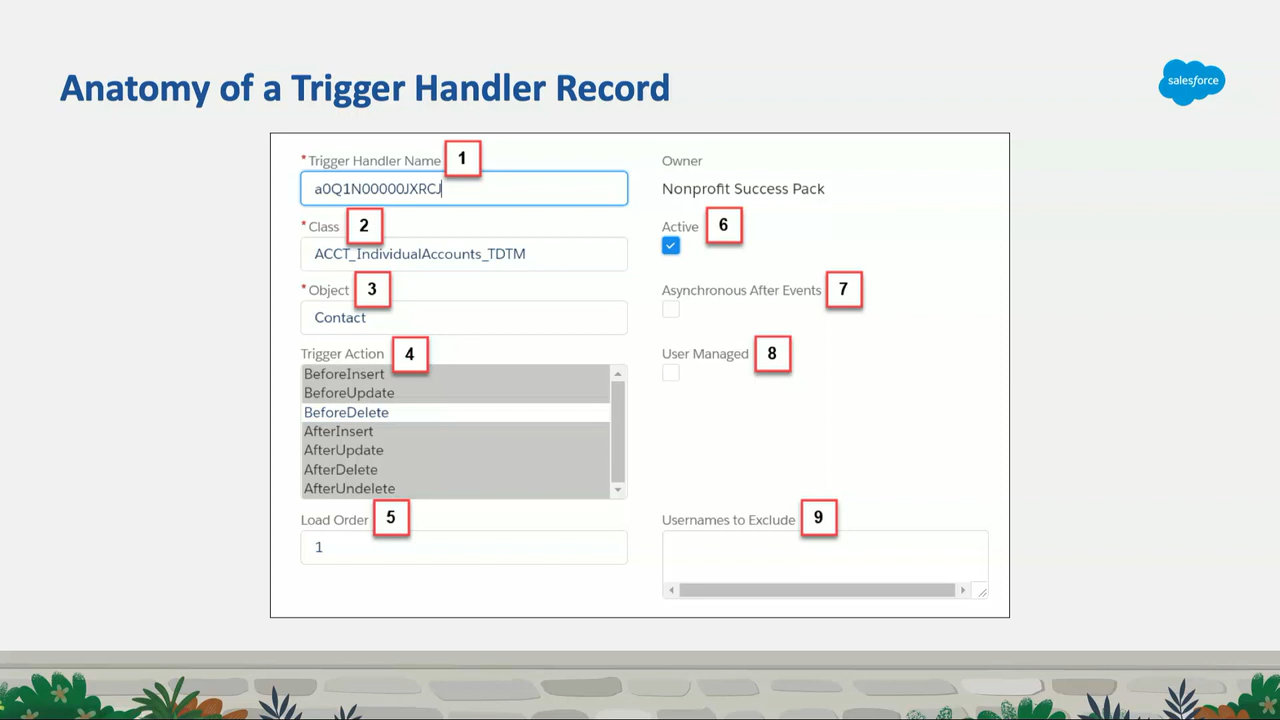 Anatomy of a Trigger Handler Record
salesforce
*Trigger Handler Name 1
a0Q1N00000JXRCJ
*Class 2
ACCT_IndividualAccounts_TDTM
*Object 3
Contact
Trigger Action 4
BeforeInsert
BeforeUpdate
BeforeDelete
AfterInsert
AfterUpdate
AfterDelete
AfterUndelete
Load Order 5
1
Owner
Nonprofit Success Pack
Active 6
Asynchronous After Events 7
User Managed 8
Usernames to Exclude 9